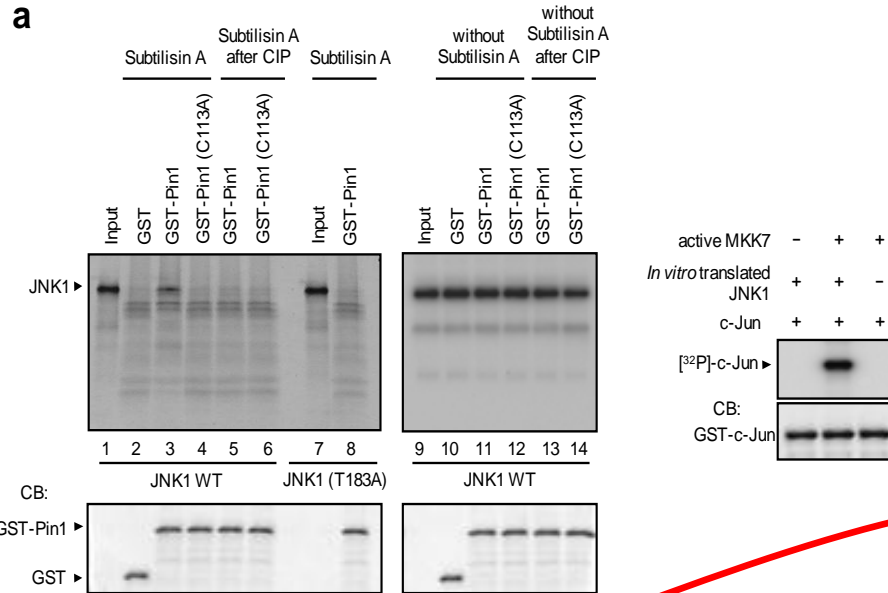 a
Subtilisin A
Subtilisin A
after CIP
Subtilisin A
without
Subtilisin A
without
Subtilisin A
after CIP
Input
GST
GST-Pin1
GST-Pin1 (C113A)
GST-Pin1
GST-Pin1 (C113A)
Input
GST-Pin1
Input
GST
GST-Pin1
GST-Pin1 (C113A)
GST-Pin1
GST-Pin1 (C113A)
JNK1
1 2 3 4 5 6 7 8 9 10 11 12 13 14
JNK1 WT JNK1 (T183A) JNK1 WT
CB:
GST-Pin1
GST
active MKK7 - + +
In vitro translated
JNK1 + + -
c-Jun + + +
[32P]-c-Jun
CB:
GST-c-Jun